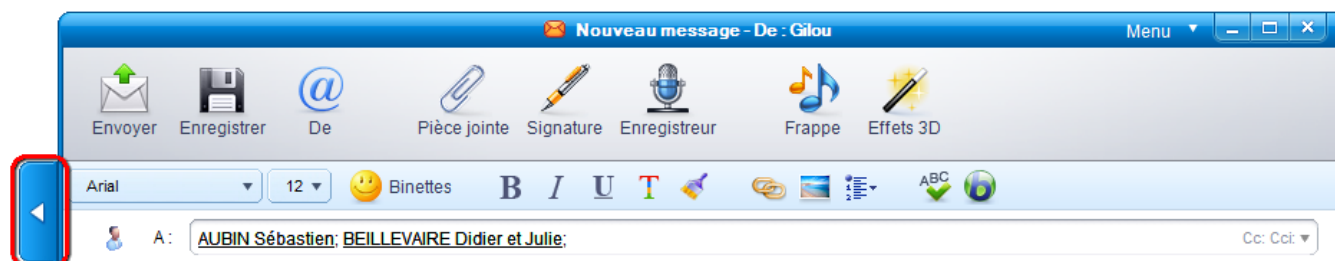 Nouveau message - De : Gilou
Menu
Envoyer Enregistrer De Pièce jointe Signature Enregistreur Frappe Effets 3D
Arial 12 Binettes B I U T ABC b
A : AUBIN Sébastien; BEILLEVAIRE Didier et Julie; Cc: Cci: